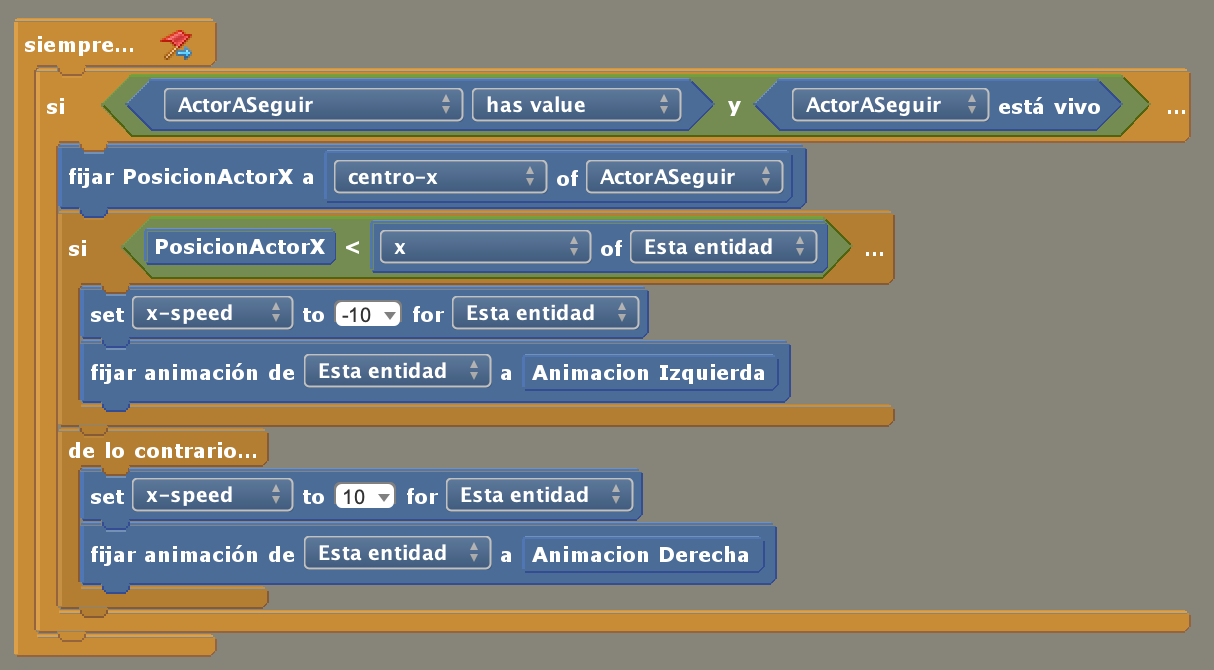 siempre...
si ActorASeguir has value y ActorASeguir está vivo ...
fijar PosicionActorX a centro-x of ActorASeguir
si PosicionActorX < x of Esta entidad ...
set x-speed to -10 for Esta entidad
fijar animación de Esta entidad a Animacion Izquierda
de lo contrario...
set x-speed to 10 for Esta entidad
fijar animación de Esta entidad a Animacion Derecha